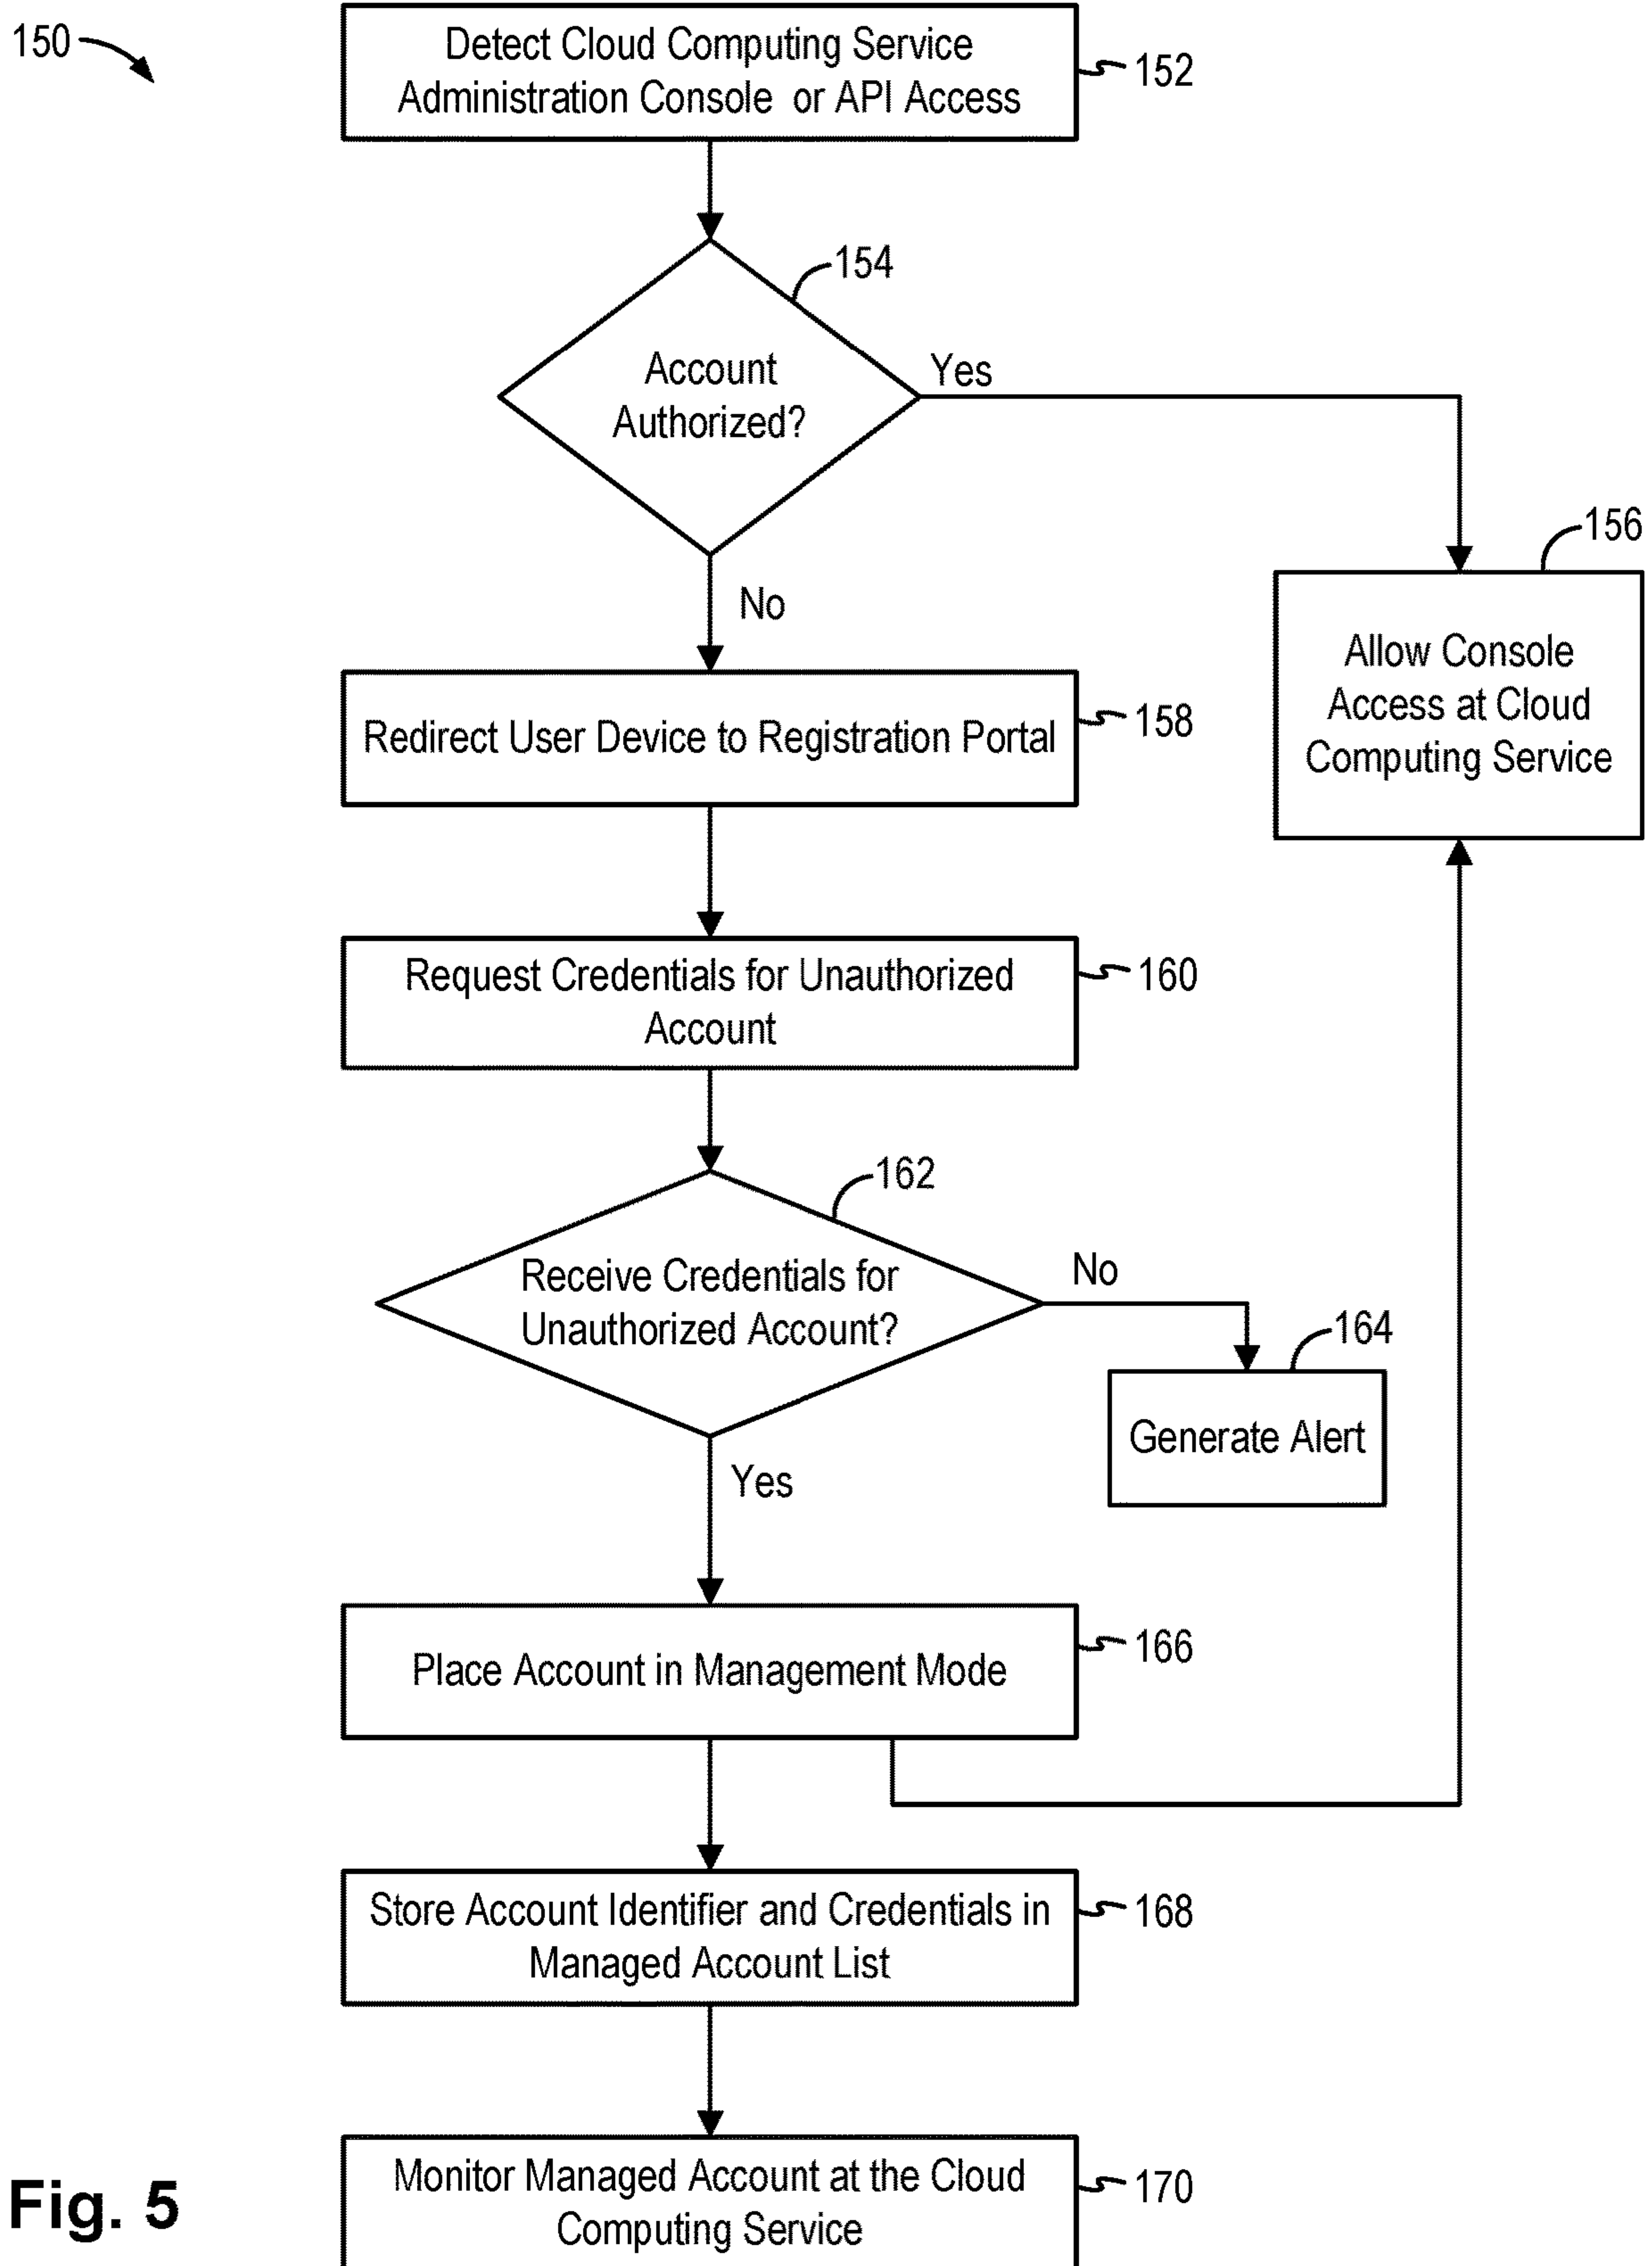 150
Detect Cloud Computing Service
Administration Console or API Access
152
154
Account
Authorized?
Yes
156
No
Allow Console
Access at Cloud
Computing Service
Redirect User Device to Registration Portal
158
Request Credentials for Unauthorized
Account
160
162
Receive Credentials for
Unauthorized Account?
No
164
Generate Alert
Yes
Place Account in Management Mode
166
Store Account Identifier and Credentials in
Managed Account List
168
Monitor Managed Account at the Cloud
Computing Service
170
Fig. 5